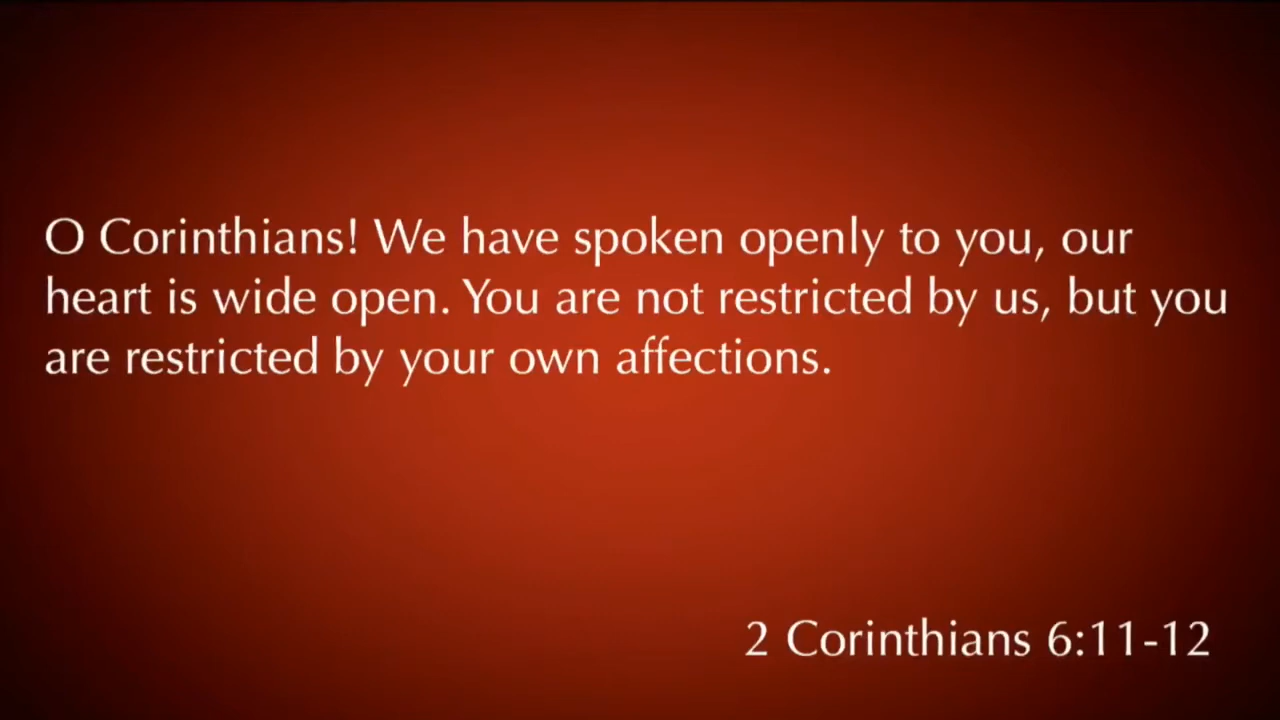 O Corinthians! We have spoken openly to you, our
heart is wide open. You are not restricted by us, but you
are restricted by your own affections.
2 Corinthians 6:11-12